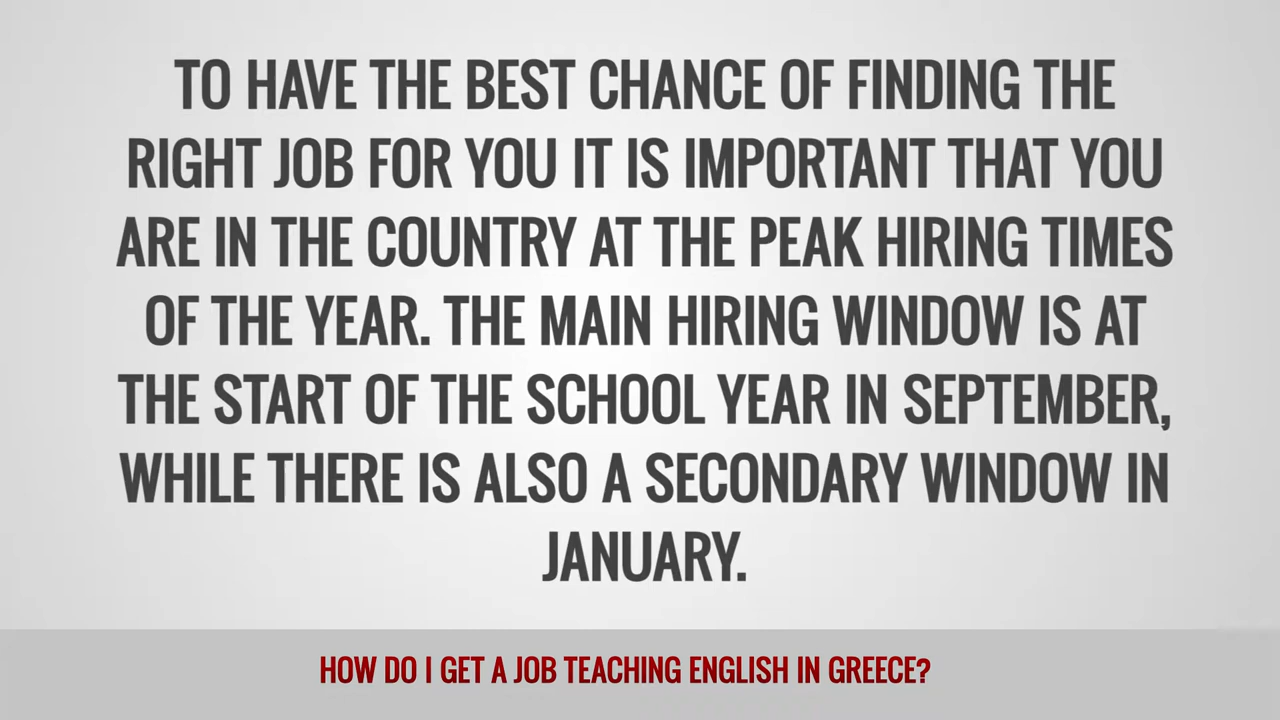 TO HAVE THE BEST CHANCE OF FINDING THE
RIGHT JOB FOR YOU IT IS IMPORTANT THAT YOU
ARE IN THE COUNTRY AT THE PEAK HIRING TIMES
OF THE YEAR. THE MAIN HIRING WINDOW IS AT
THE START OF THE SCHOOL YEAR IN SEPTEMBER,
WHILE THERE IS ALSO A SECONDARY WINDOW IN
JANUARY.
HOW DO I GET A JOB TEACHING ENGLISH IN GREECE?